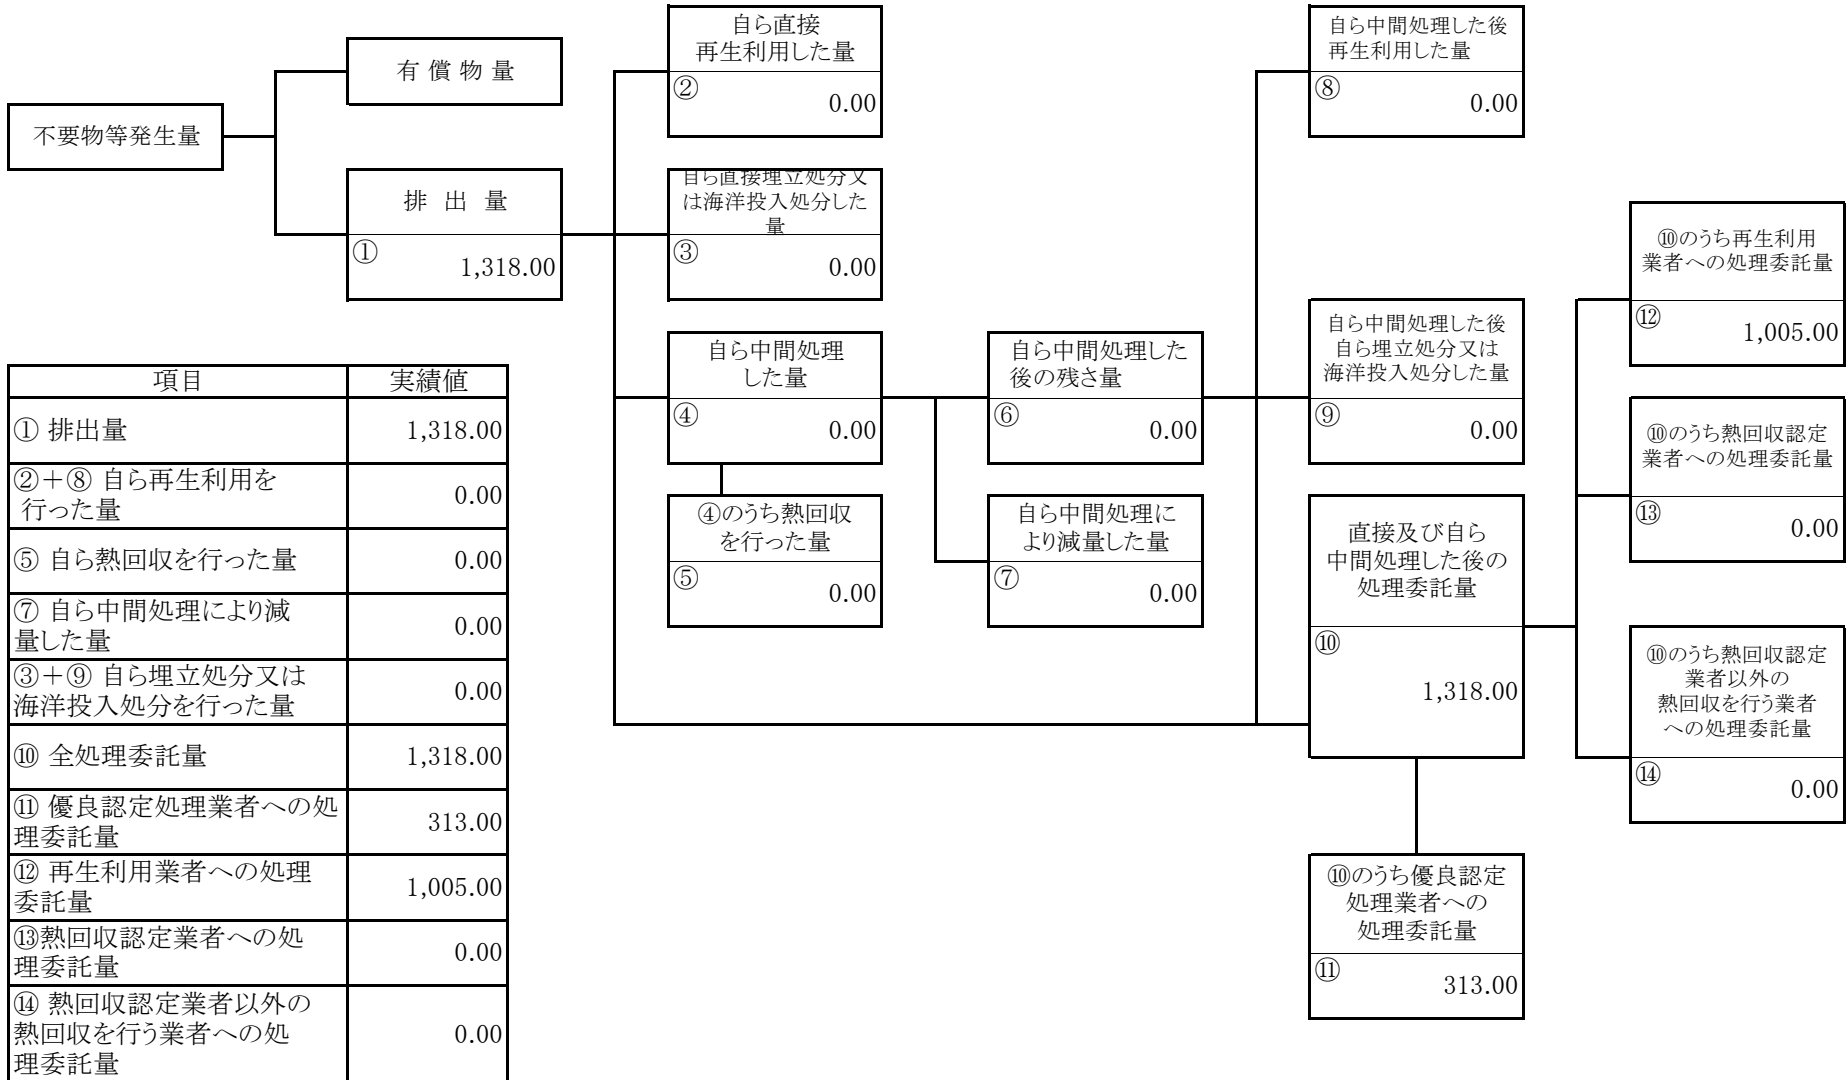 不要物等発生量
有 償 物 量
排 出 量
①
1,318.00
自ら直接
再生利用した量
②
0.00
自ら直接埋立処分又
は海洋投入処分した
量
③
0.00
自ら中間処理
した量
④
0.00
④のうち熱回収
を行った量
⑤
0.00
自ら中間処理した
後の残さ量
⑥
0.00
自ら中間処理に
より減量した量
⑦
0.00
自ら中間処理した後
再生利用した量
⑧
0.00
自ら中間処理した後
自ら埋立処分又は
海洋投入処分した量
⑨
0.00
直接及び自ら
中間処理した後の
処理委託量
⑩
1,318.00
⑩のうち優良認定
処理業者への
処理委託量
⑪
313.00
⑩のうち再生利用
業者への処理委託量
⑫
1,005.00
⑩のうち熱回収認定
業者への処理委託量
⑬
0.00
⑩のうち熱回収認定
業者以外の
熱回収を行う業者
への処理委託量
⑭
0.00
項目 実績値
① 排出量 1,318.00
②+⑧ 自ら再生利用を
行った量 0.00
⑤ 自ら熱回収を行った量 0.00
⑦ 自ら中間処理により減
量した量 0.00
③+⑨ 自ら埋立処分又は
海洋投入処分を行った量 0.00
⑩ 全処理委託量 1,318.00
⑪ 優良認定処理業者への処
理委託量 313.00
⑫ 再生利用業者への処理
委託量 1,005.00
⑬熱回収認定業者への処
理委託量 0.00
⑭ 熱回収認定業者以外の
熱回収を行う業者への処
理委託量 0.00